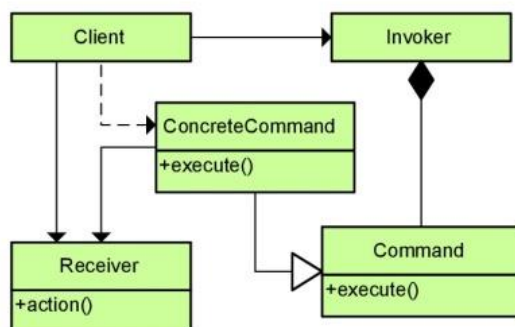 Client
Invoker
ConcreteCommand
+execute()
Receiver
+action()
Command
+execute()